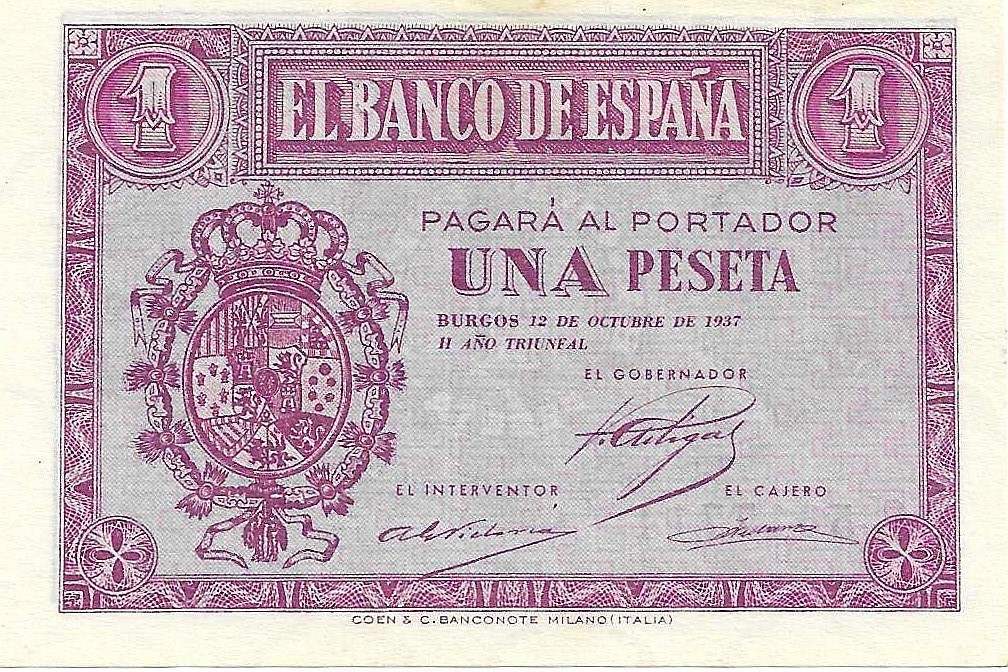 1 EL BANCO DE ESPAÑA 1
PAGARÁ AL PORTADOR
UNA PESETA
BURGOS 12 DE OCTUBRE DE 1937
II AÑO TRIUNFAL
EL GOBERNADOR
EL INTERVENTOR EL CAJERO
COEN & C. BANCONOTE MILANO (ITALIA)